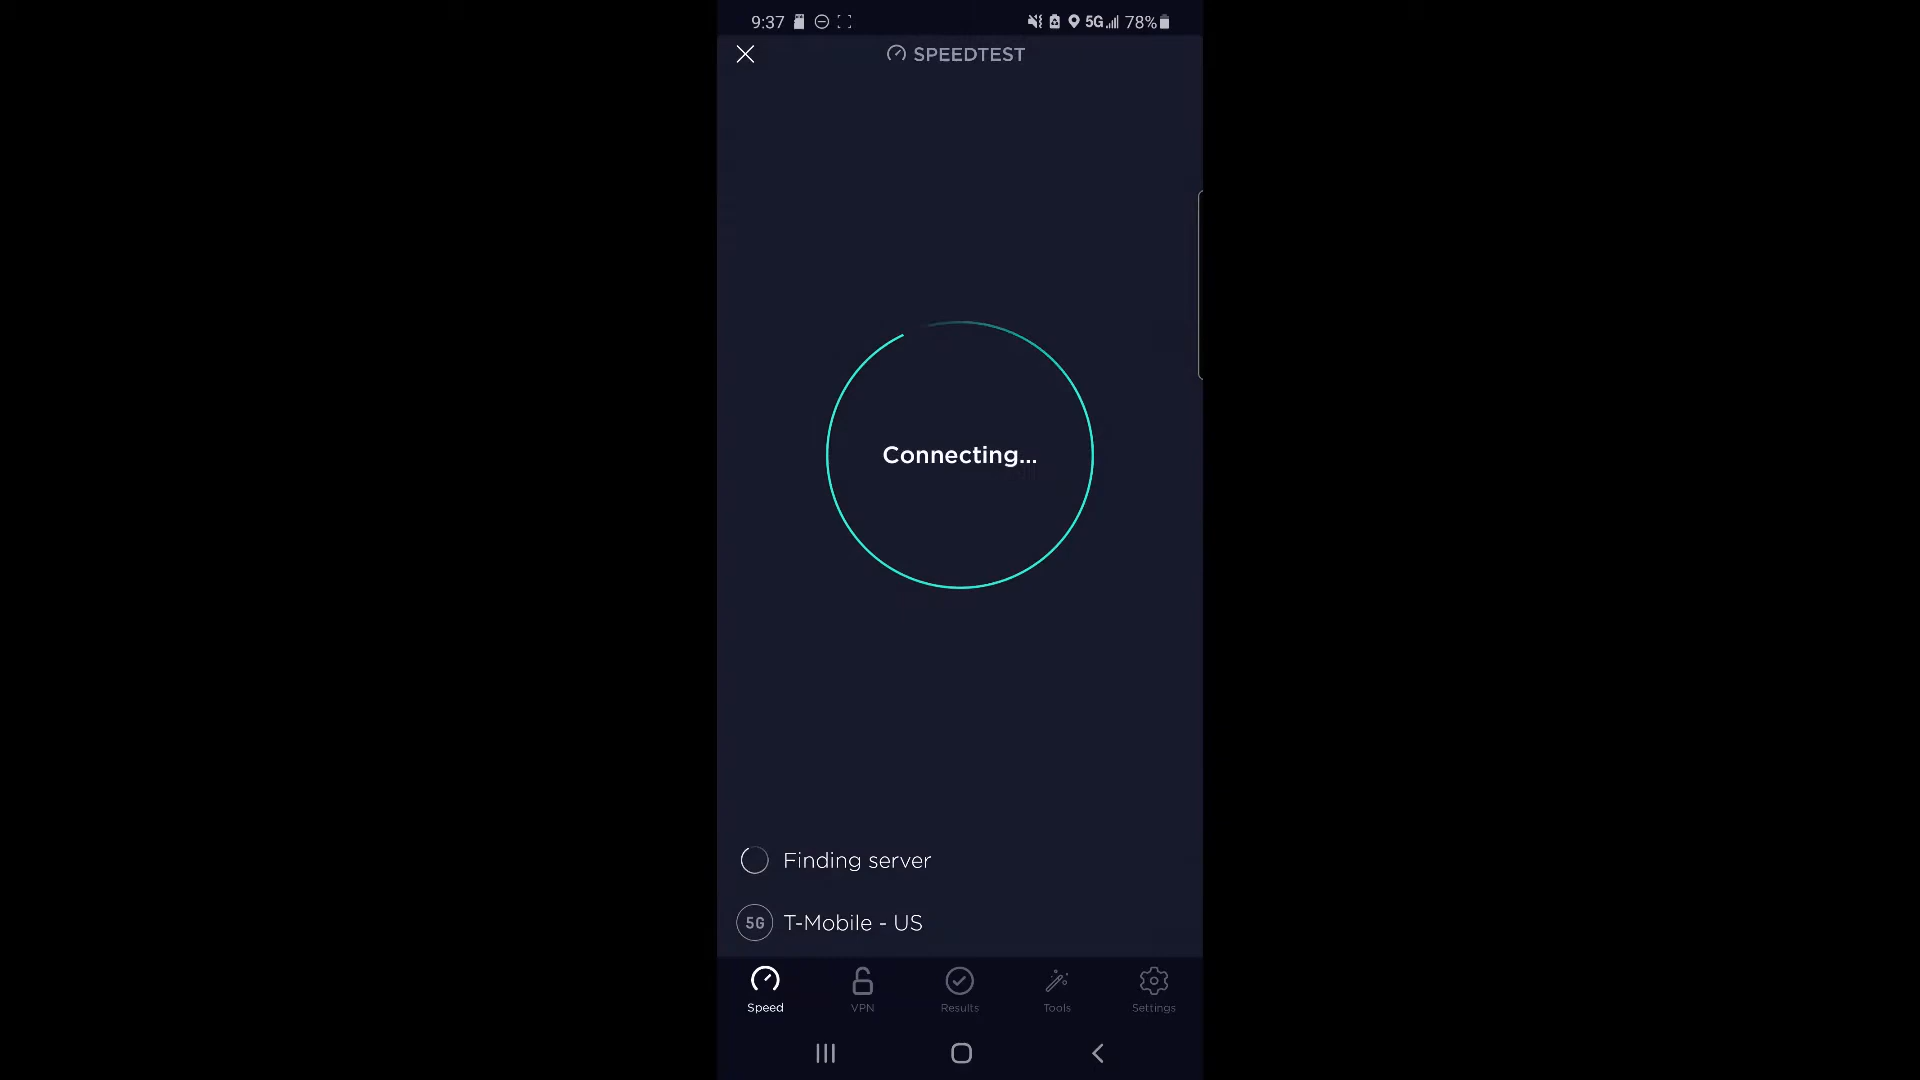 9:37 5G 78%
SPEEDTEST
Connecting...
Finding server
5G T-Mobile - US
Speed VPN Results Tools Settings